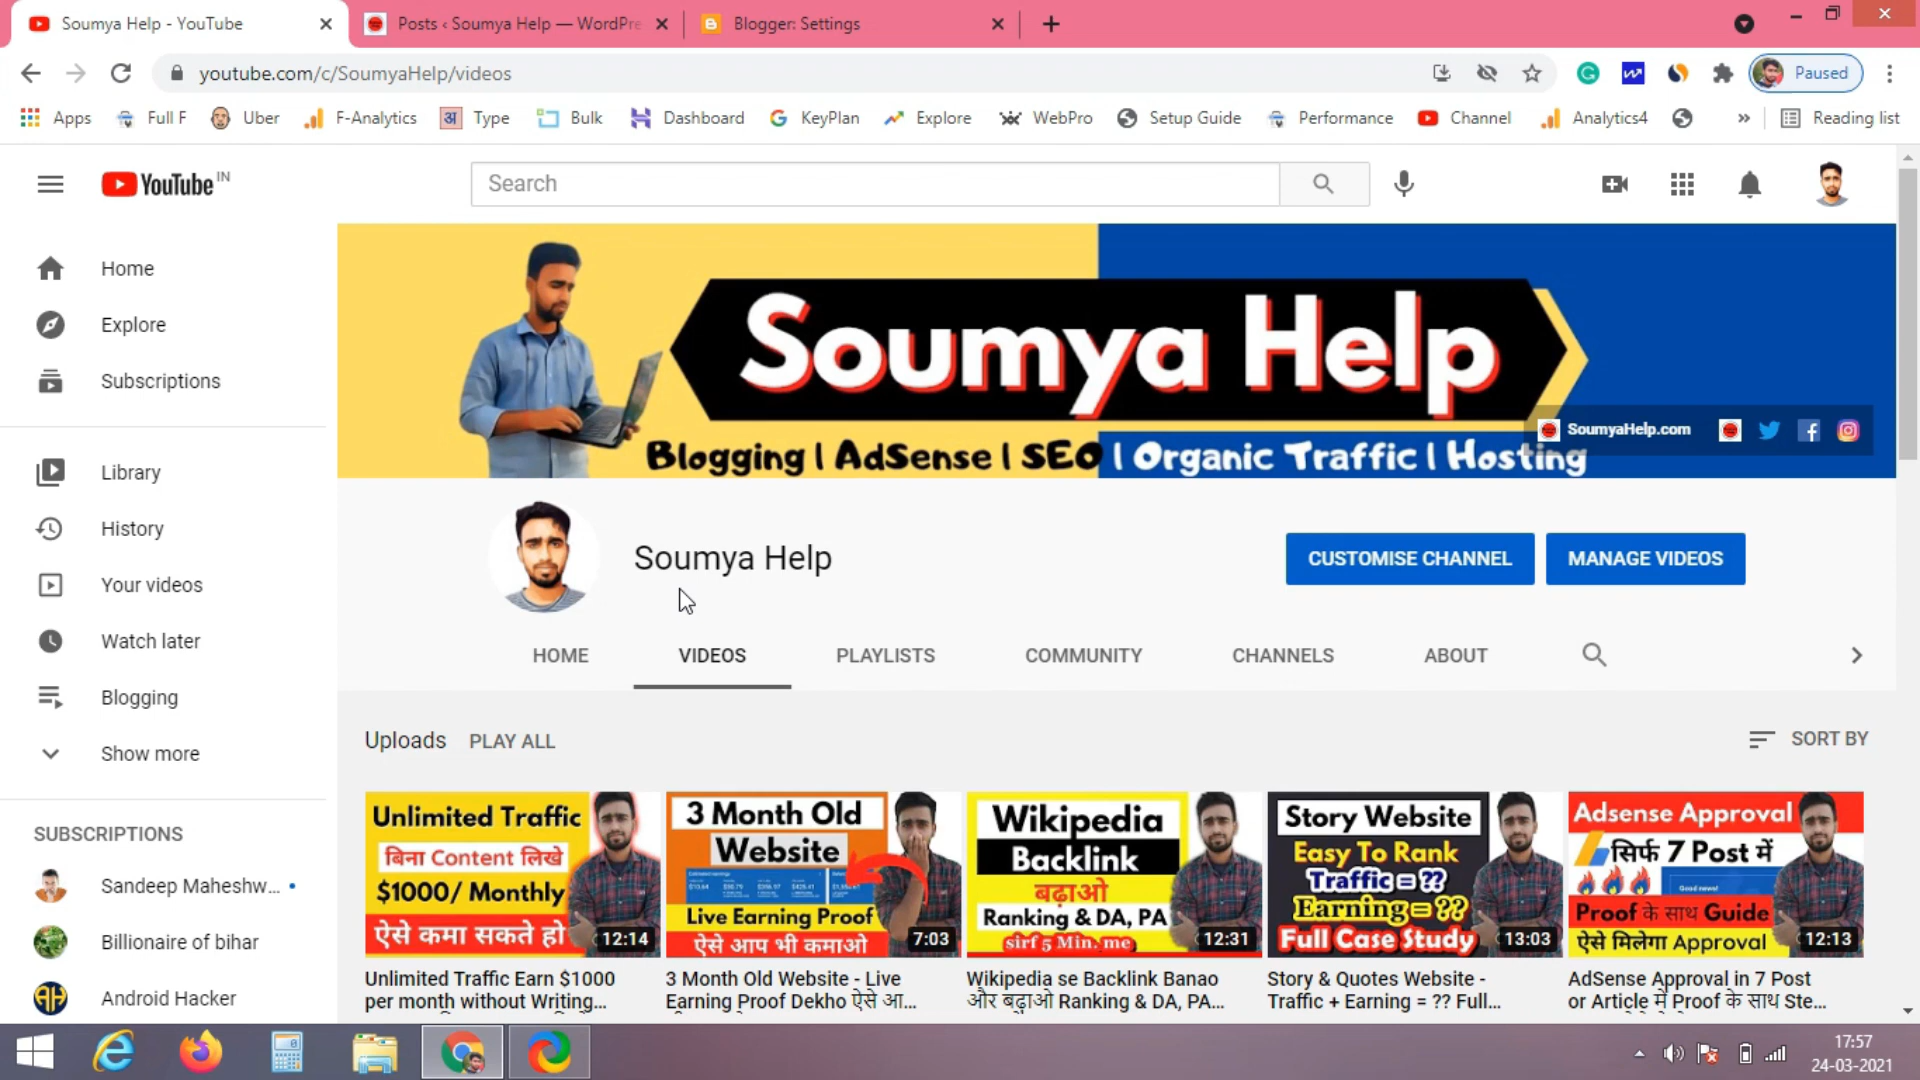 Soumya Help - YouTube
Posts ‹ Soumya Help — WordPre
Blogger: Settings
youtube.com/c/SoumyaHelp/videos
Paused
Apps
Full F
Uber
F-Analytics
अ Type
Bulk
Dashboard
KeyPlan
Explore
WebPro
Setup Guide
Performance
Channel
Analytics4
»
Reading list
YouTube IN
Search
Home
Explore
Subscriptions
Library
History
Your videos
Watch later
Blogging
Show more
SUBSCRIPTIONS
Sandeep Maheshw...
Billionaire of bihar
Android Hacker
Soumya Help
Blogging | AdSense | SEO | Organic Traffic | Hosting
SoumyaHelp.com
Soumya Help
CUSTOMISE CHANNEL
MANAGE VIDEOS
HOME
VIDEOS
PLAYLISTS
COMMUNITY
CHANNELS
ABOUT
Uploads
PLAY ALL
SORT BY
Unlimited Traffic
बिना Content लिखे
$1000/ Monthly
ऐसे कमा सकते हो
12:14
Unlimited Traffic Earn $1000
per month without Writing...
3 Month Old
Website
Live Earning Proof
ऐसे आप भी कमाओ
7:03
3 Month Old Website - Live
Earning Proof Dekho ऐसे आ...
Wikipedia
Backlink
बढ़ाओ
Ranking & DA, PA
sirf 5 Min. me
12:31
Wikipedia se Backlink Banao
और बढ़ाओ Ranking & DA, PA...
Story Website
Easy To Rank
Traffic = ??
Earning = ??
Full Case Study
13:03
Story & Quotes Website -
Traffic + Earning = ?? Full...
Adsense Approval
सिर्फ 7 Post में
Good news!
Proof के साथ Guide
ऐसे मिलेगा Approval
12:13
AdSense Approval in 7 Post
or Article में Proof के साथ Ste...
17:57
24-03-2021